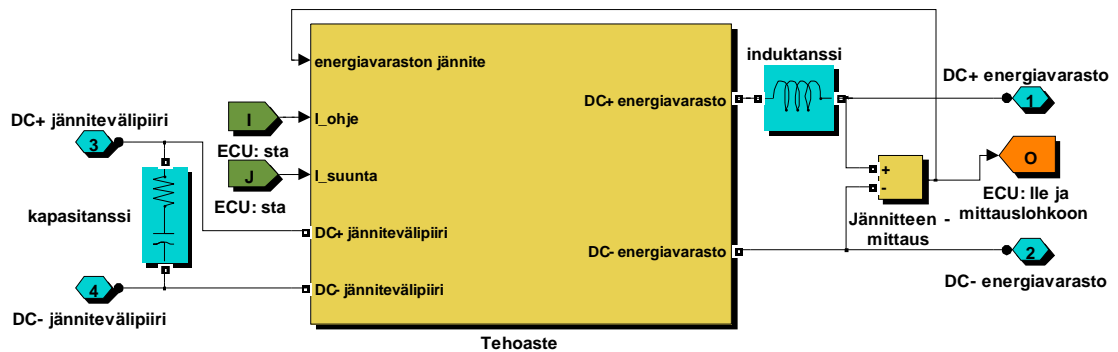 induktanssi
energiavaraston jännite
DC+ energiavarasto
DC+ energiavarasto
1
I
I_ohje
DC+ jännitevälipiiri
3
ECU: sta
J
I_suunta
ECU: sta
+
-
O
ECU: lle ja
mittauslohkoon
Jännitteen -
mittaus
kapasitanssi
DC+ jännitevälipiiri
DC- energiavarasto
2
DC- energiavarasto
4
DC- jännitevälipiiri
DC- jännitevälipiiri
Tehoaste